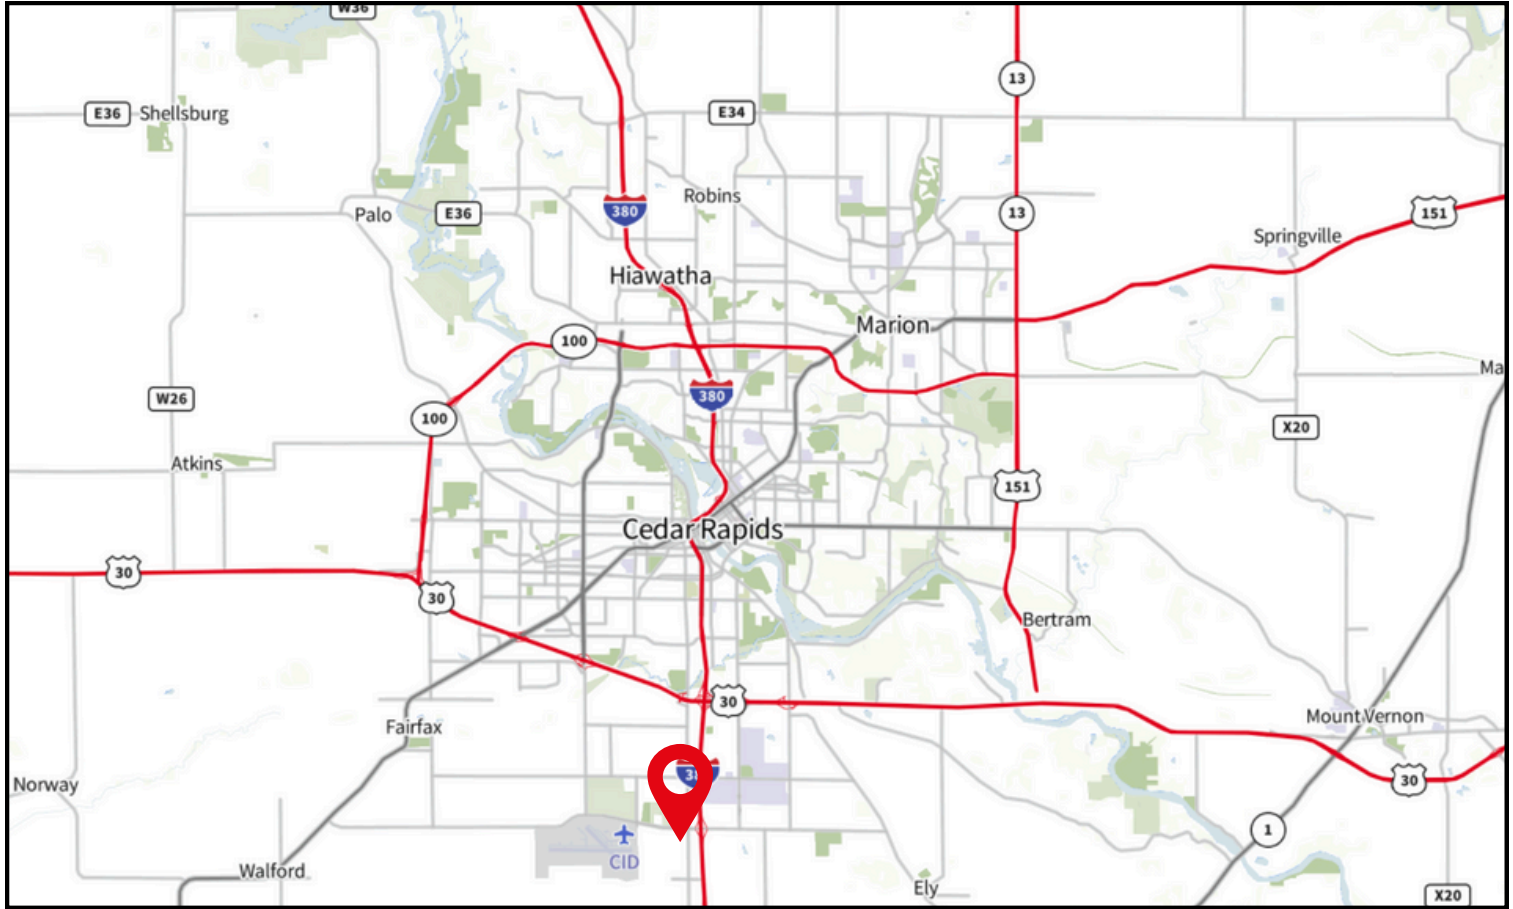 W36
13
E36
Shellsburg
E34
Robins
380
Palo
E36
13
151
Springville
Hiawatha
Marion
100
380
Ma
W26
100
X20
Atkins
151
Cedar Rapids
30
30
Bertram
30
Mount Vernon
Fairfax
Norway
30
CID
1
Walford
Ely
X20